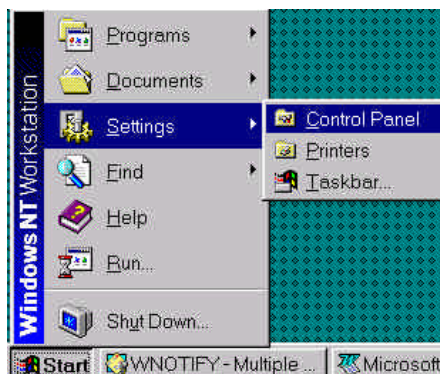 Windows NT Workstation
Programs
Documents
Settings
Find
Help
Run...
Shut Down...
Control Panel
Printers
Taskbar...
Start
WNOTIFY - Multiple ...
Microsoft